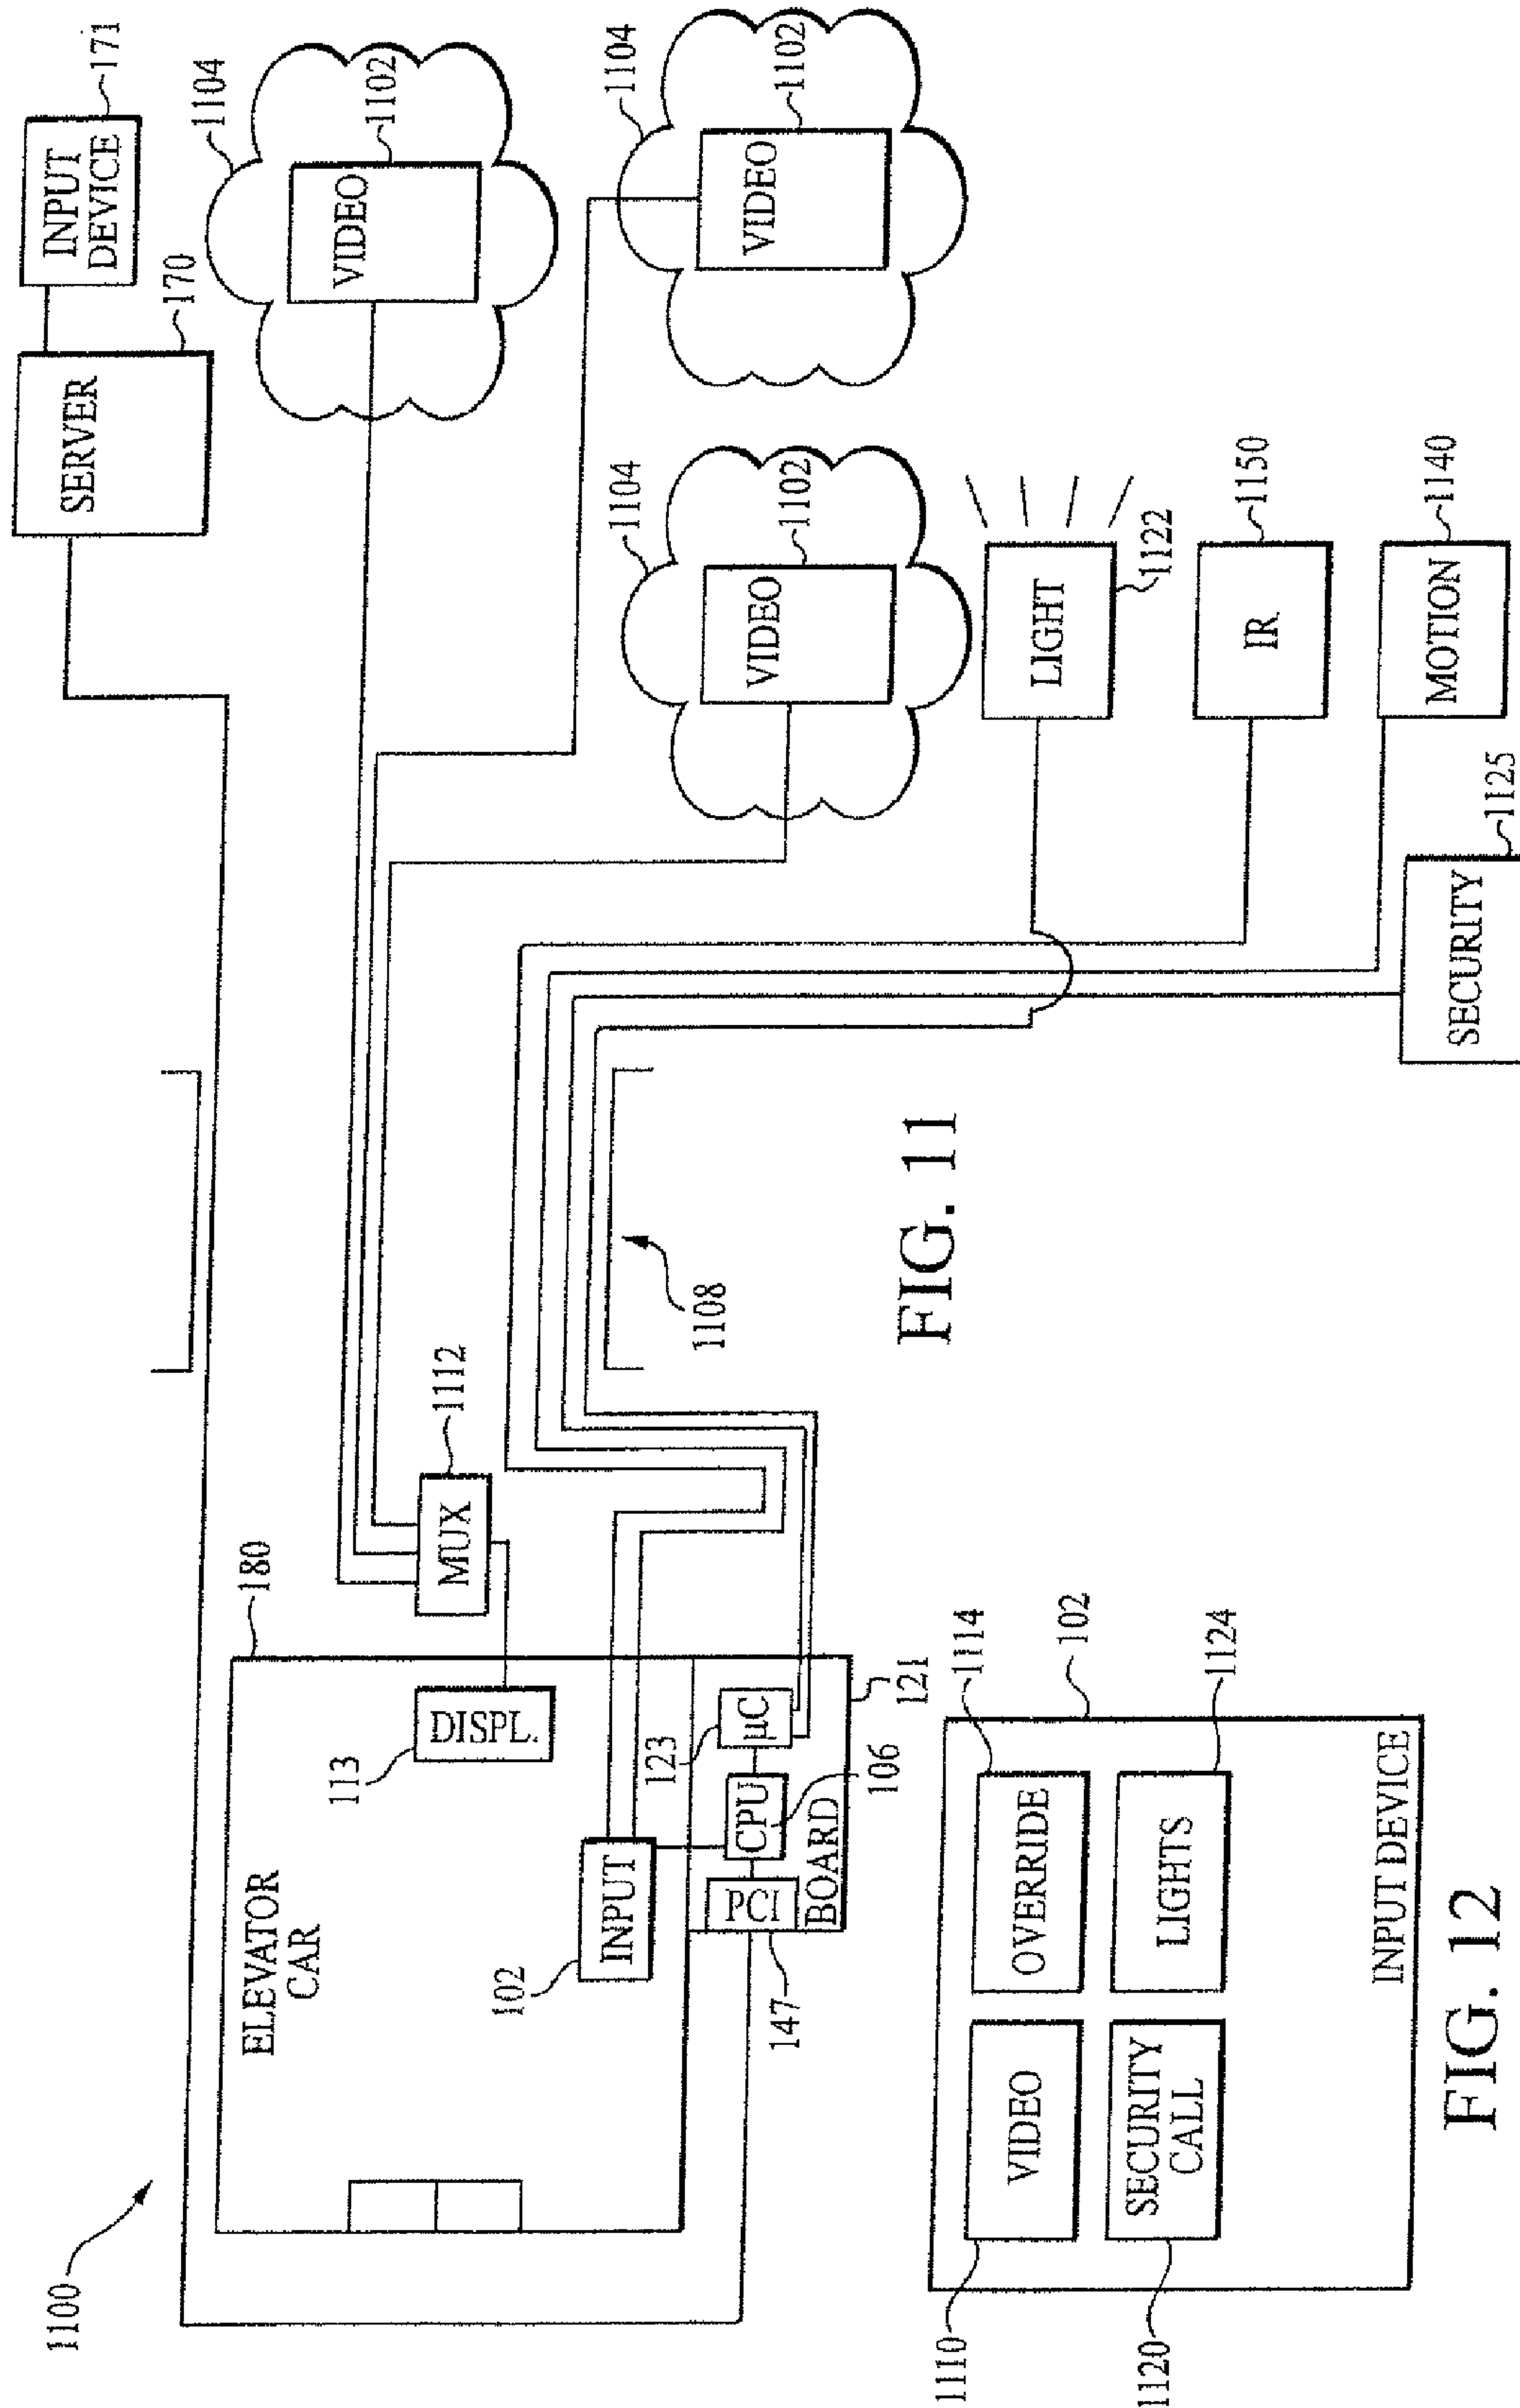 1100
ELEVATOR
CAR
180
113
DISPL.
102
INPUT
MUX
1112
123
µC
CPU
106
PCI
BOARD
147
121
1108
SERVER
170
INPUT
DEVICE
171
1104
VIDEO
1102
1104
VIDEO
1102
1104
VIDEO
1102
LIGHT
1122
IR
1150
MOTION
1140
SECURITY
1125
FIG. 11
1110
VIDEO
OVERRIDE
1114
102
1120
SECURITY
CALL
LIGHTS
1124
INPUT DEVICE
FIG. 12